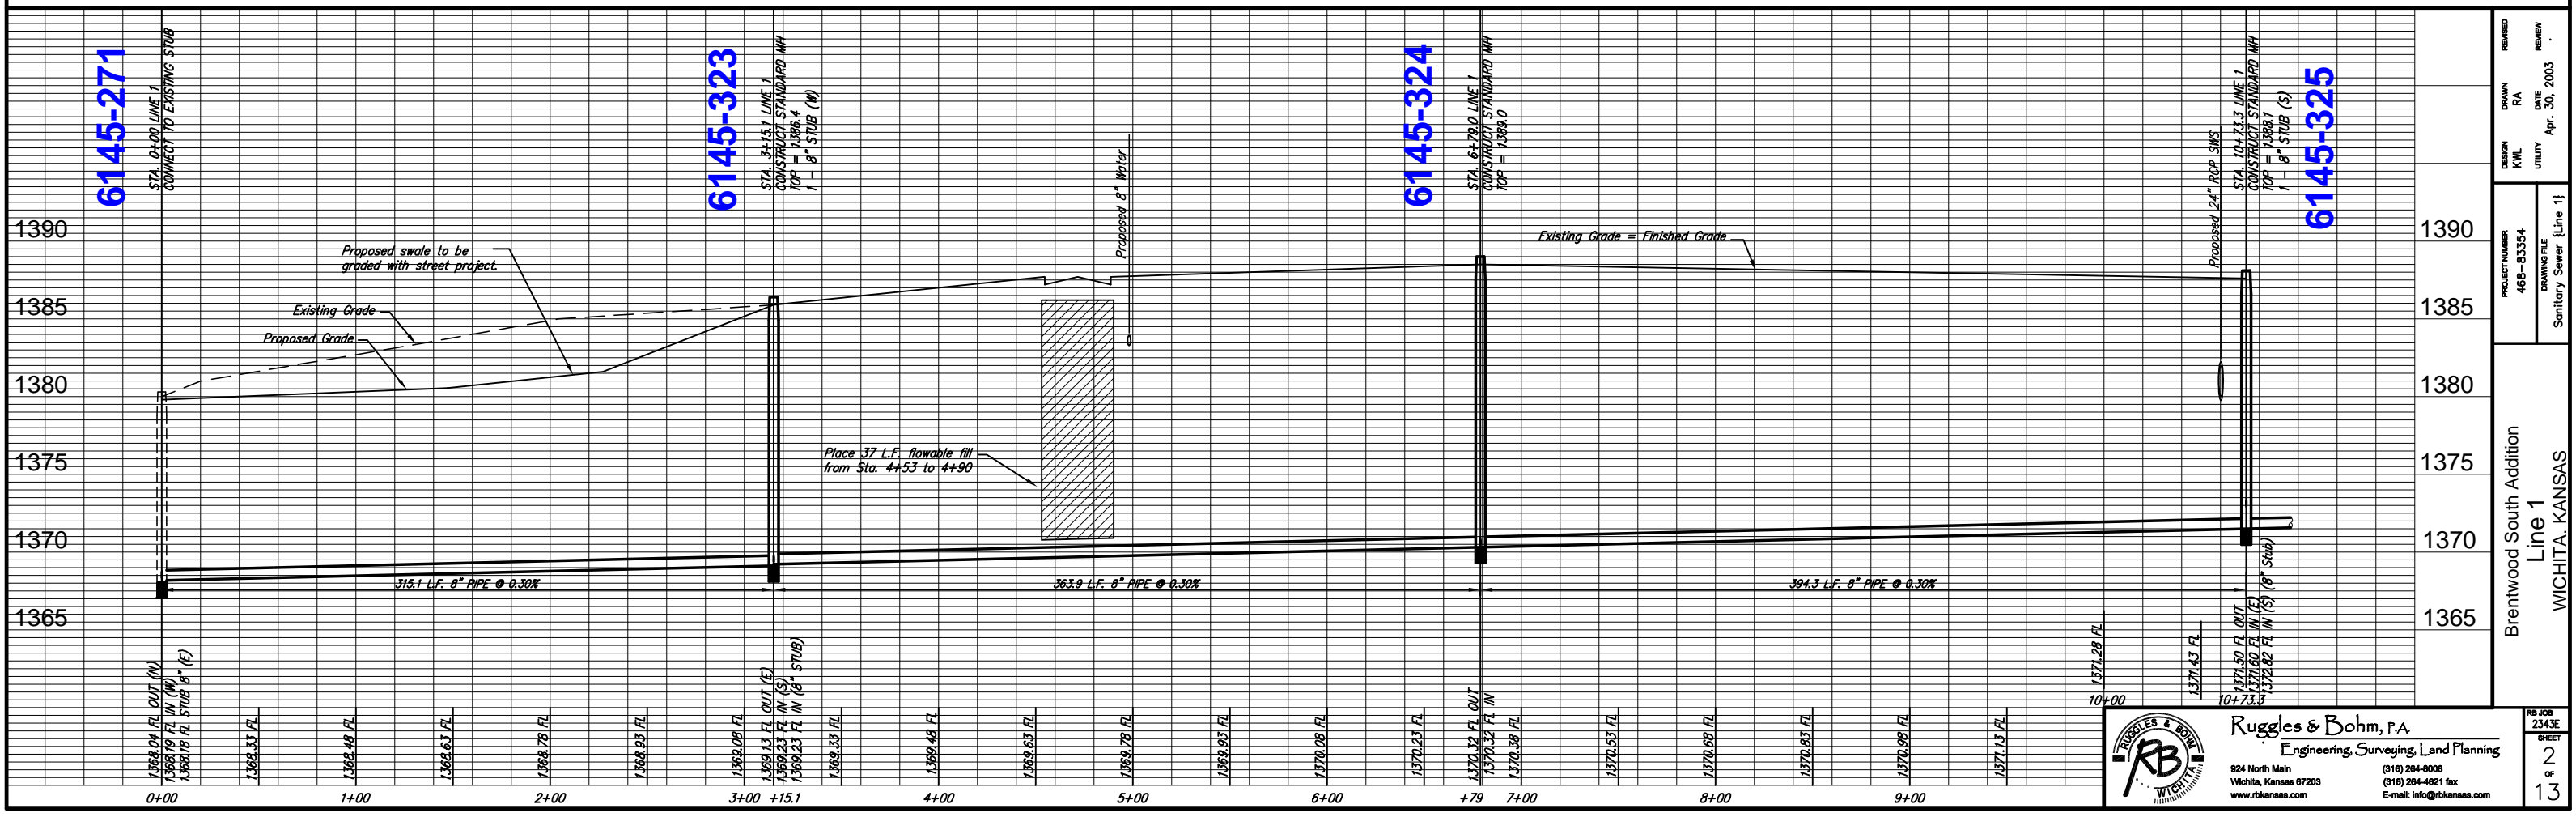 6145-271
STA. 0+00 LINE 1
CONNECT TO EXISTING STUB
6145-323
STA. 3+15.1 LINE 1
CONSTRUCT STANDARD MH
TOP = 1386.4
1 - 8" STUB (W)
6145-324
STA. 6+79.0 LINE 1
CONSTRUCT STANDARD MH
TOP = 1389.0
STA. 10+73.3 LINE 1
CONSTRUCT STANDARD MH
TOP = 1388.1
1 - 8" STUB (S)
6145-325
Proposed 8" Water
Proposed 24" RCP SWS
1390
1385
1380
1375
1370
1365
1390
1385
1380
1375
1370
1365
Proposed swale to be
graded with street project.
Existing Grade
Proposed Grade
Existing Grade = Finished Grade
Place 37 L.F. flowable fill
from Sta. 4+53 to 4+90
315.1 L.F. 8" PIPE @ 0.30%
363.9 L.F. 8" PIPE @ 0.30%
394.3 L.F. 8" PIPE @ 0.30%
1368.04 FL OUT (N)
1368.19 FL IN (W)
1368.18 FL STUB 8" (E)
1368.33 FL
1368.48 FL
1368.63 FL
1368.78 FL
1368.93 FL
1369.08 FL
1369.13 FL OUT (E)
1369.23 FL IN (S)
1369.23 FL IN (8" STUB)
1369.33 FL
1369.48 FL
1369.63 FL
1369.78 FL
1369.93 FL
1370.08 FL
1370.23 FL
1370.32 FL OUT
1370.32 FL IN
1370.38 FL
1370.53 FL
1370.68 FL
1370.83 FL
1370.98 FL
1371.13 FL
1371.28 FL
1371.43 FL
1371.50 FL OUT
1371.60 FL IN (E)
1372.82 FL IN (S) (8" Stub)
10+00
10+73.3
0+00
1+00
2+00
3+00
+15.1
4+00
5+00
6+00
+79
7+00
8+00
9+00
DESIGN
KWL
DRAWN
RA
REVISED
UTILITY
DATE
Apr. 30, 2003
REVIEW
.
PROJECT NUMBER
468-83354
DRAWING FILE
Sanitary Sewer {Line 1}
Brentwood South Addition
Line 1
WICHITA, KANSAS
RUGGLES & BOHM
RB
WICHITA
Ruggles & Bohm, P.A.
Engineering, Surveying, Land Planning
924 North Main
Wichita, Kansas 67203
www.rbkansas.com
(316) 264-8008
(316) 264-4621 fax
E-mail: info@rbkansas.com
RB JOB
2343E
SHEET
2
OF
13